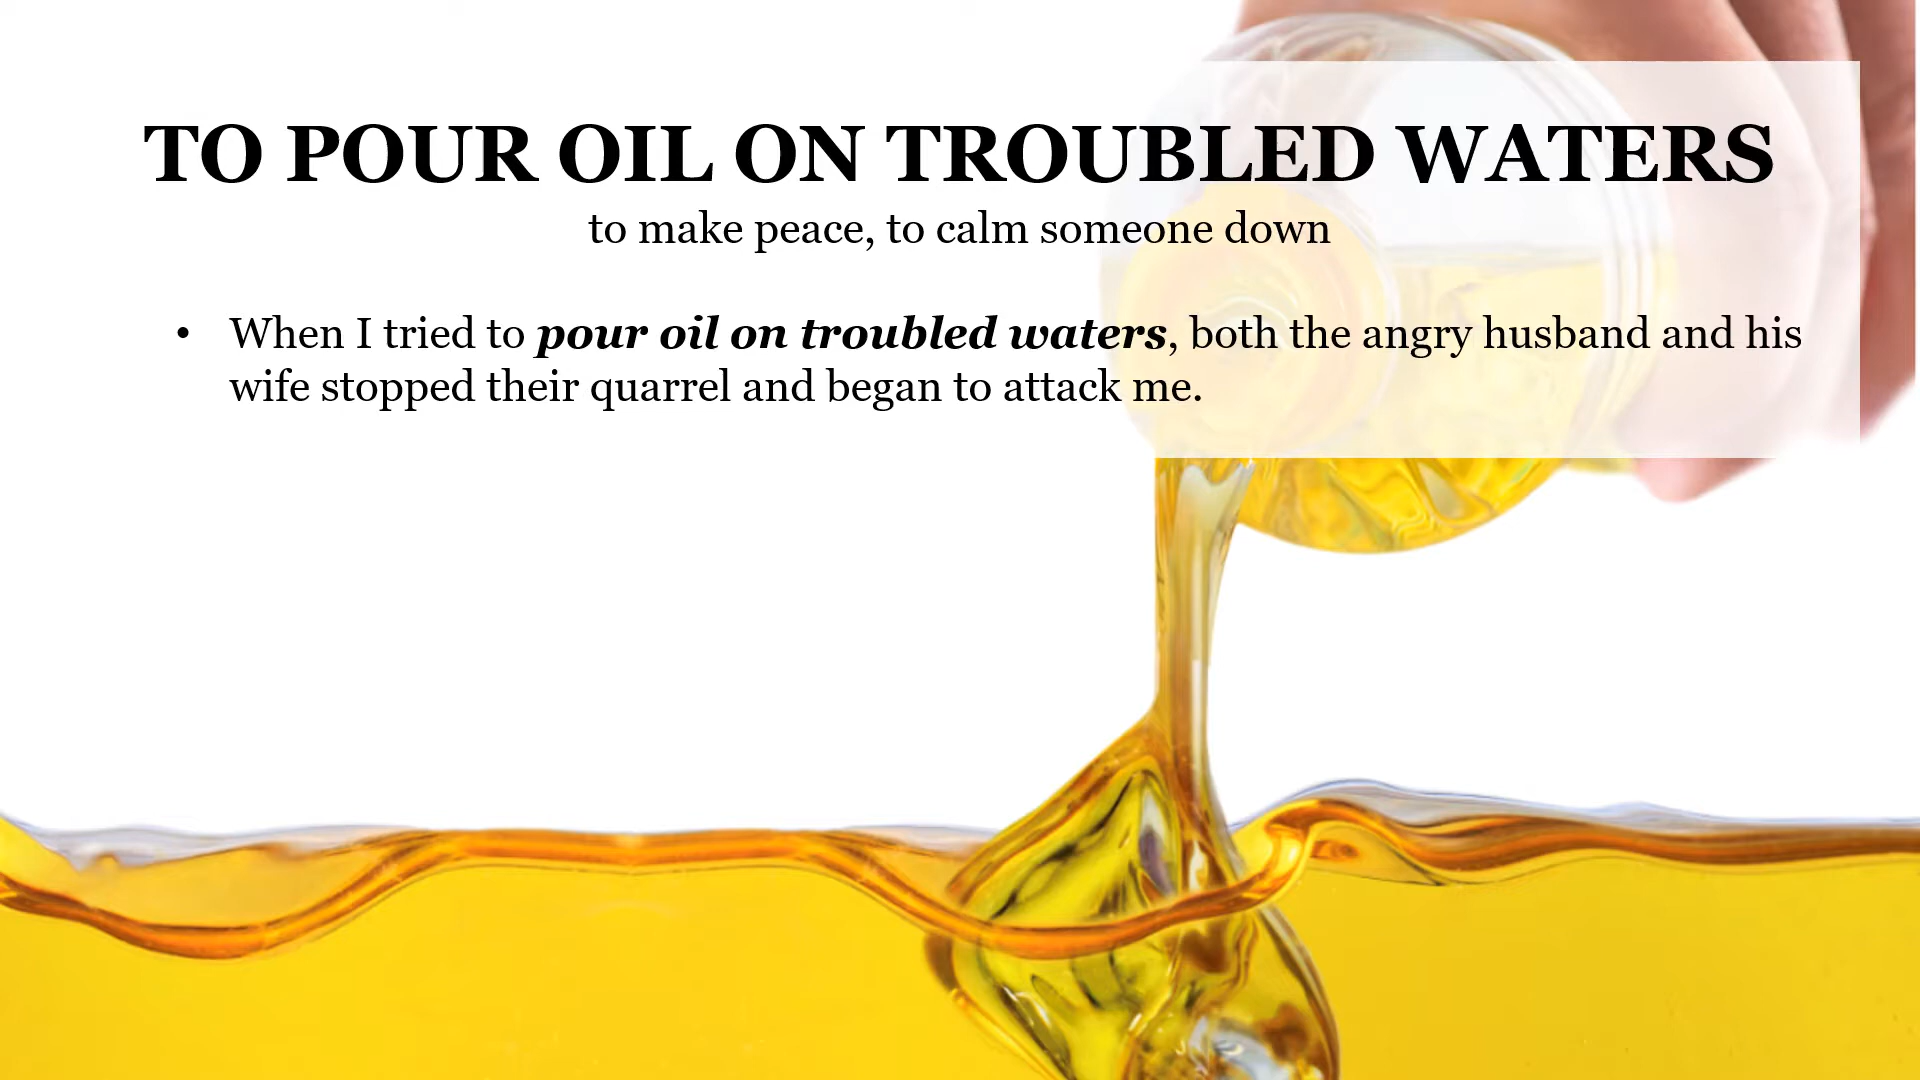 TO POUR OIL ON TROUBLED WATERS
to make peace, to calm someone down
• When I tried to pour oil on troubled waters, both the angry husband and his
wife stopped their quarrel and began to attack me.